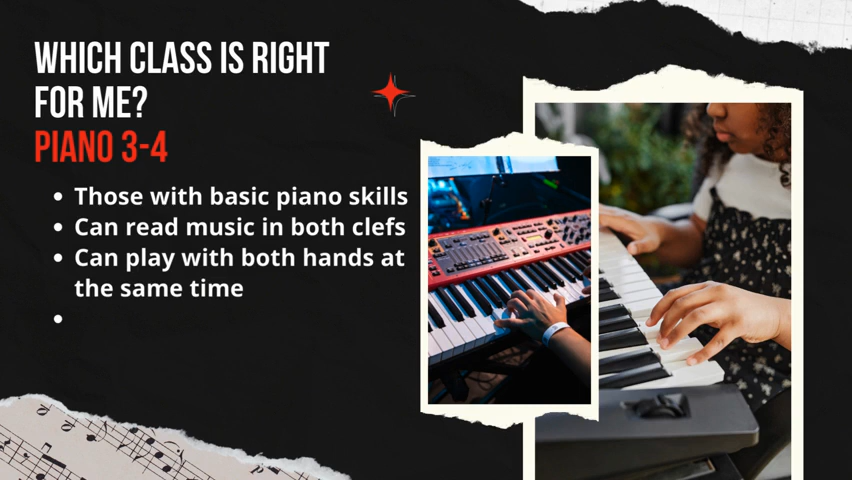 WHICH CLASS IS RIGHT
FOR ME?
PIANO 3-4
• Those with basic piano skills
• Can read music in both clefs
• Can play with both hands at
the same time
•